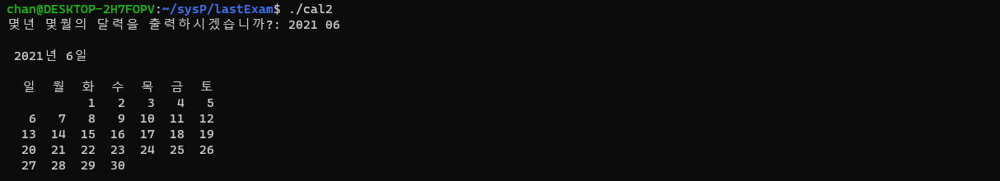 chan@DESKTOP-2H7FOPV:~/sysP/lastExam$ ./cal2
몇년 몇월의 달력을 출력하시겠습니까?: 2021 06
2021년 6일
일 월 화 수 목 금 토
1 2 3 4 5
6 7 8 9 10 11 12
13 14 15 16 17 18 19
20 21 22 23 24 25 26
27 28 29 30